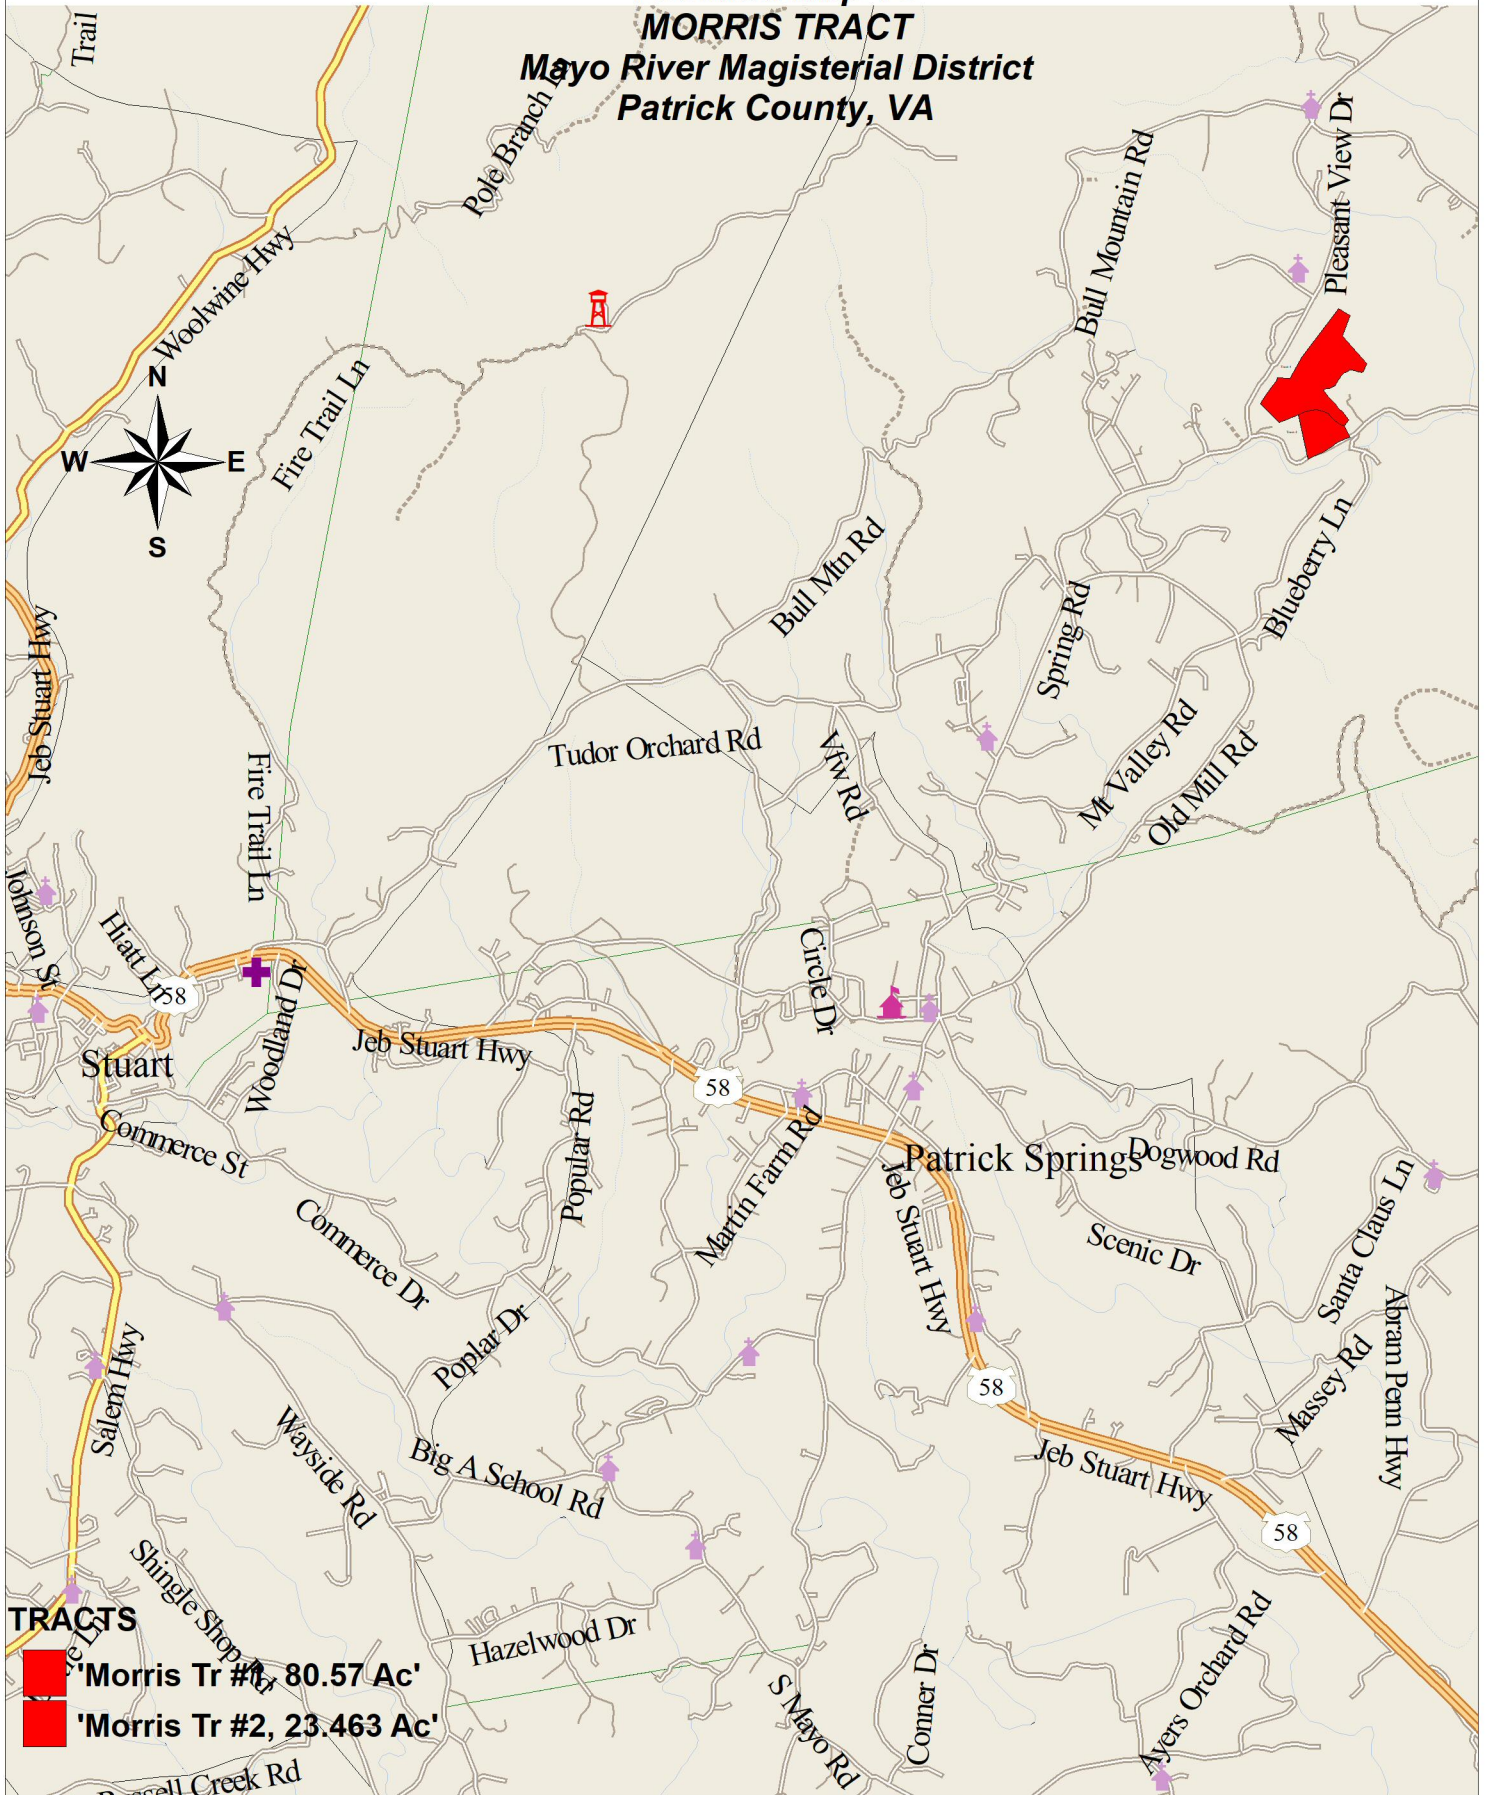 MORRIS TRACT
Mayo River Magisterial District
Patrick County, VA
Trail
Pole Branch Ln
Pleasant View Dr
Bull Mountain Rd
Woolwine Hwy
N
W E
S
Fire Trail Ln
Bull Mtn Rd
Blueberry Ln
Spring Rd
Jeb Stuart Hwy
Tudor Orchard Rd
Vfw Rd
Mt Valley Rd
Old Mill Rd
Fire Trail Ln
Johnson St
Hiatt Ln
58
Woodland Dr
Circle Dr
Stuart
Jeb Stuart Hwy
58
Commerce St
Popular Rd
Martin Farm Rd
Patrick Springs
Dogwood Rd
Jeb Stuart Hwy
Scenic Dr
Santa Claus Ln
Commerce Dr
Poplar Dr
Abram Penn Hwy
Salem Hwy
58
Massey Rd
Wayside Rd
Big A School Rd
Jeb Stuart Hwy
58
Shingle Shop Rd
Hazelwood Dr
Conner Dr
Ayers Orchard Rd
S Mayo Rd
TRACTS
'Morris Tr #1, 80.57 Ac'
'Morris Tr #2, 23.463 Ac'
Creek Rd